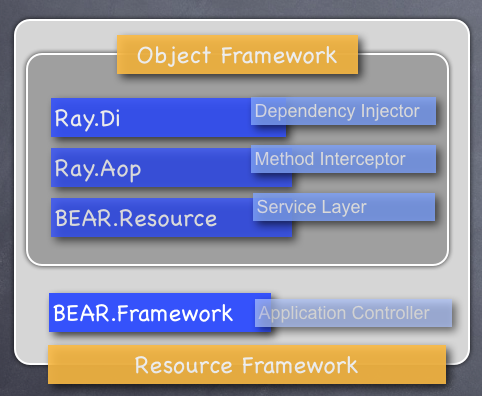 Object Framework
Ray.Di
Dependency Injector
Ray.Aop
Method Interceptor
BEAR.Resource
Service Layer
BEAR.Framework
Application Controller
Resource Framework